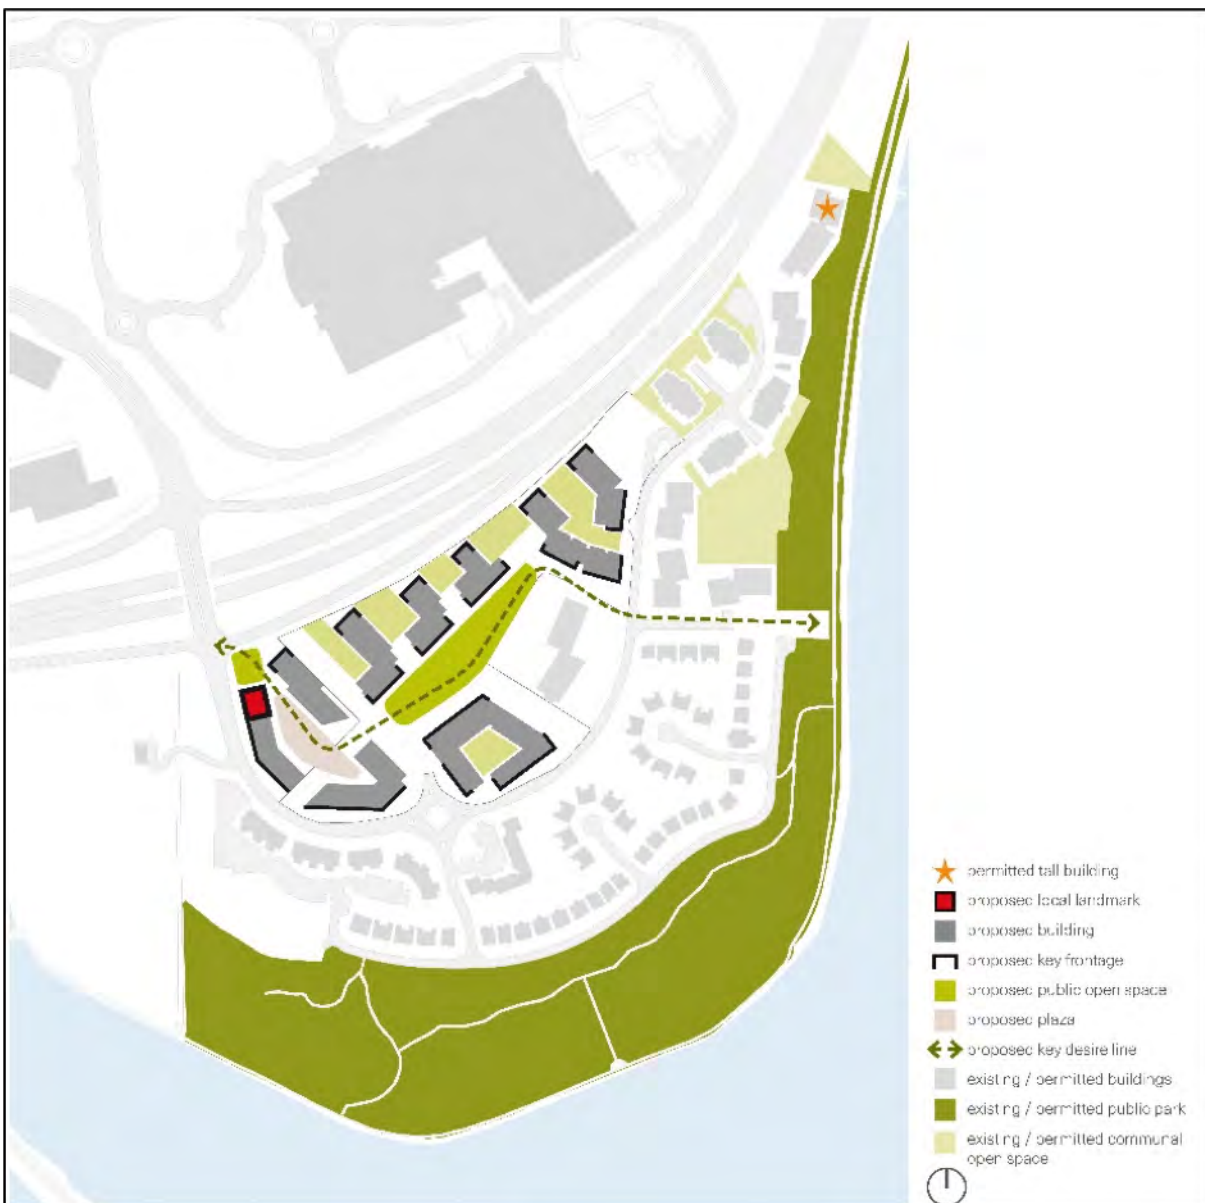 permitted tall building
proposed local landmark
proposed building
proposed key frontage
proposed public open space
proposed plaza
proposed key desire line
existing / permitted buildings
existing / permitted public park
existing / permitted communal
open space